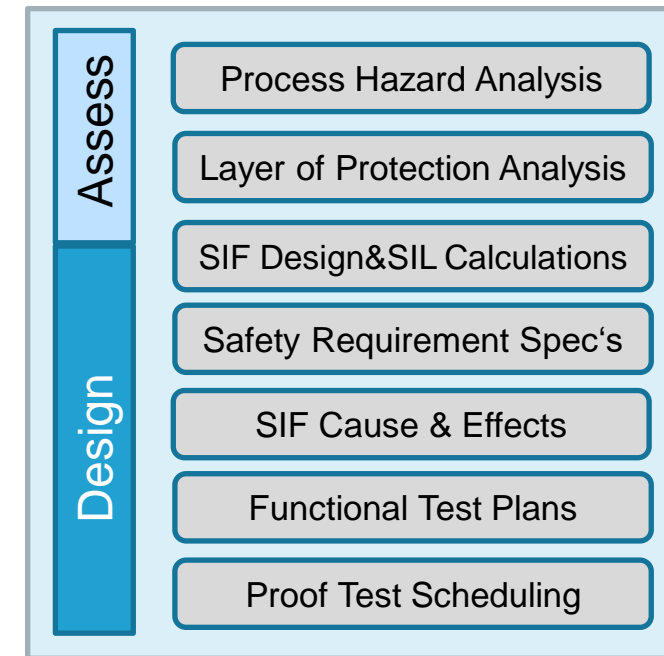 Assess
Process Hazard Analysis
Layer of Protection Analysis
Design
SIF Design&SIL Calculations
Safety Requirement Spec‘s
SIF Cause & Effects
Functional Test Plans
Proof Test Scheduling